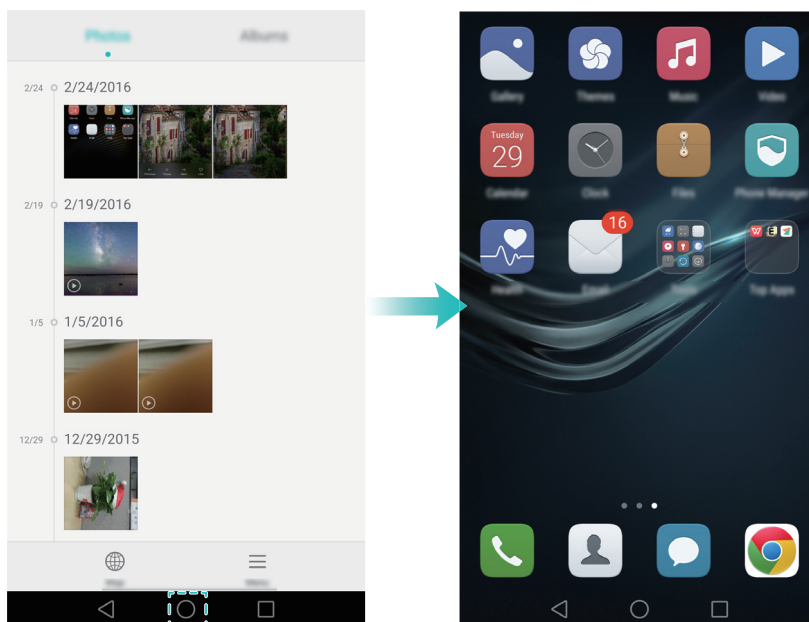 Photos
Albums
2/24
2/24/2016
2/19
2/19/2016
1/5
1/5/2016
12/29
12/29/2015
Map
Menu
Gallery
Themes
Music
Video
Tuesday
29
Calendar
Clock
Files
Phone Manager
16
Health
Email
Top Apps